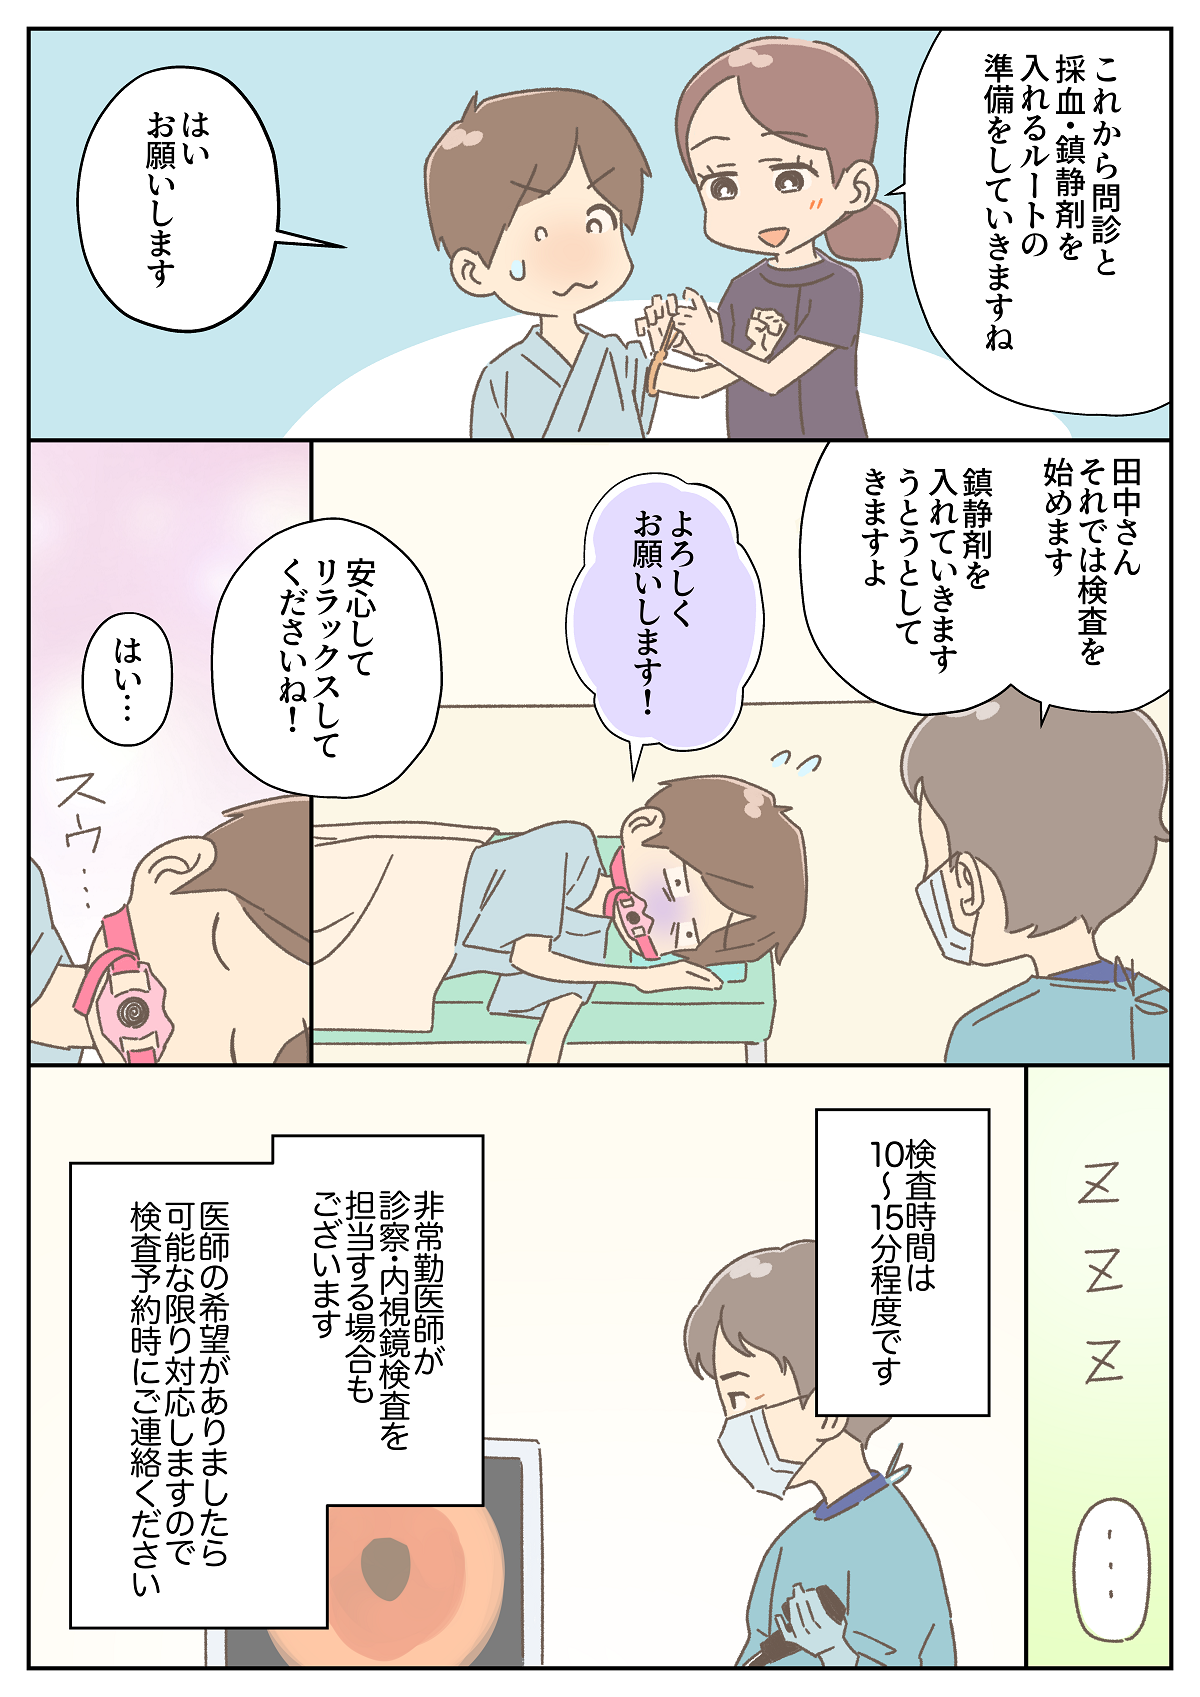 これから問診と
採血・鎮静剤を
入れるルートの
準備をしていきますね
はい
お願いします
田中さん
それでは検査を
始めます
鎮静剤を
入れていきます
うとうとして
きますよ
よろしく
お願いします！
安心して
リラックスして
くださいね！
はい…
スウ…
Z
Z
Z
…
検査時間は
10〜15分程度です
非常勤医師が
診察・内視鏡検査を
担当する場合も
ございます
医師の希望がありましたら
可能な限り対応しますので
検査予約時にご連絡ください